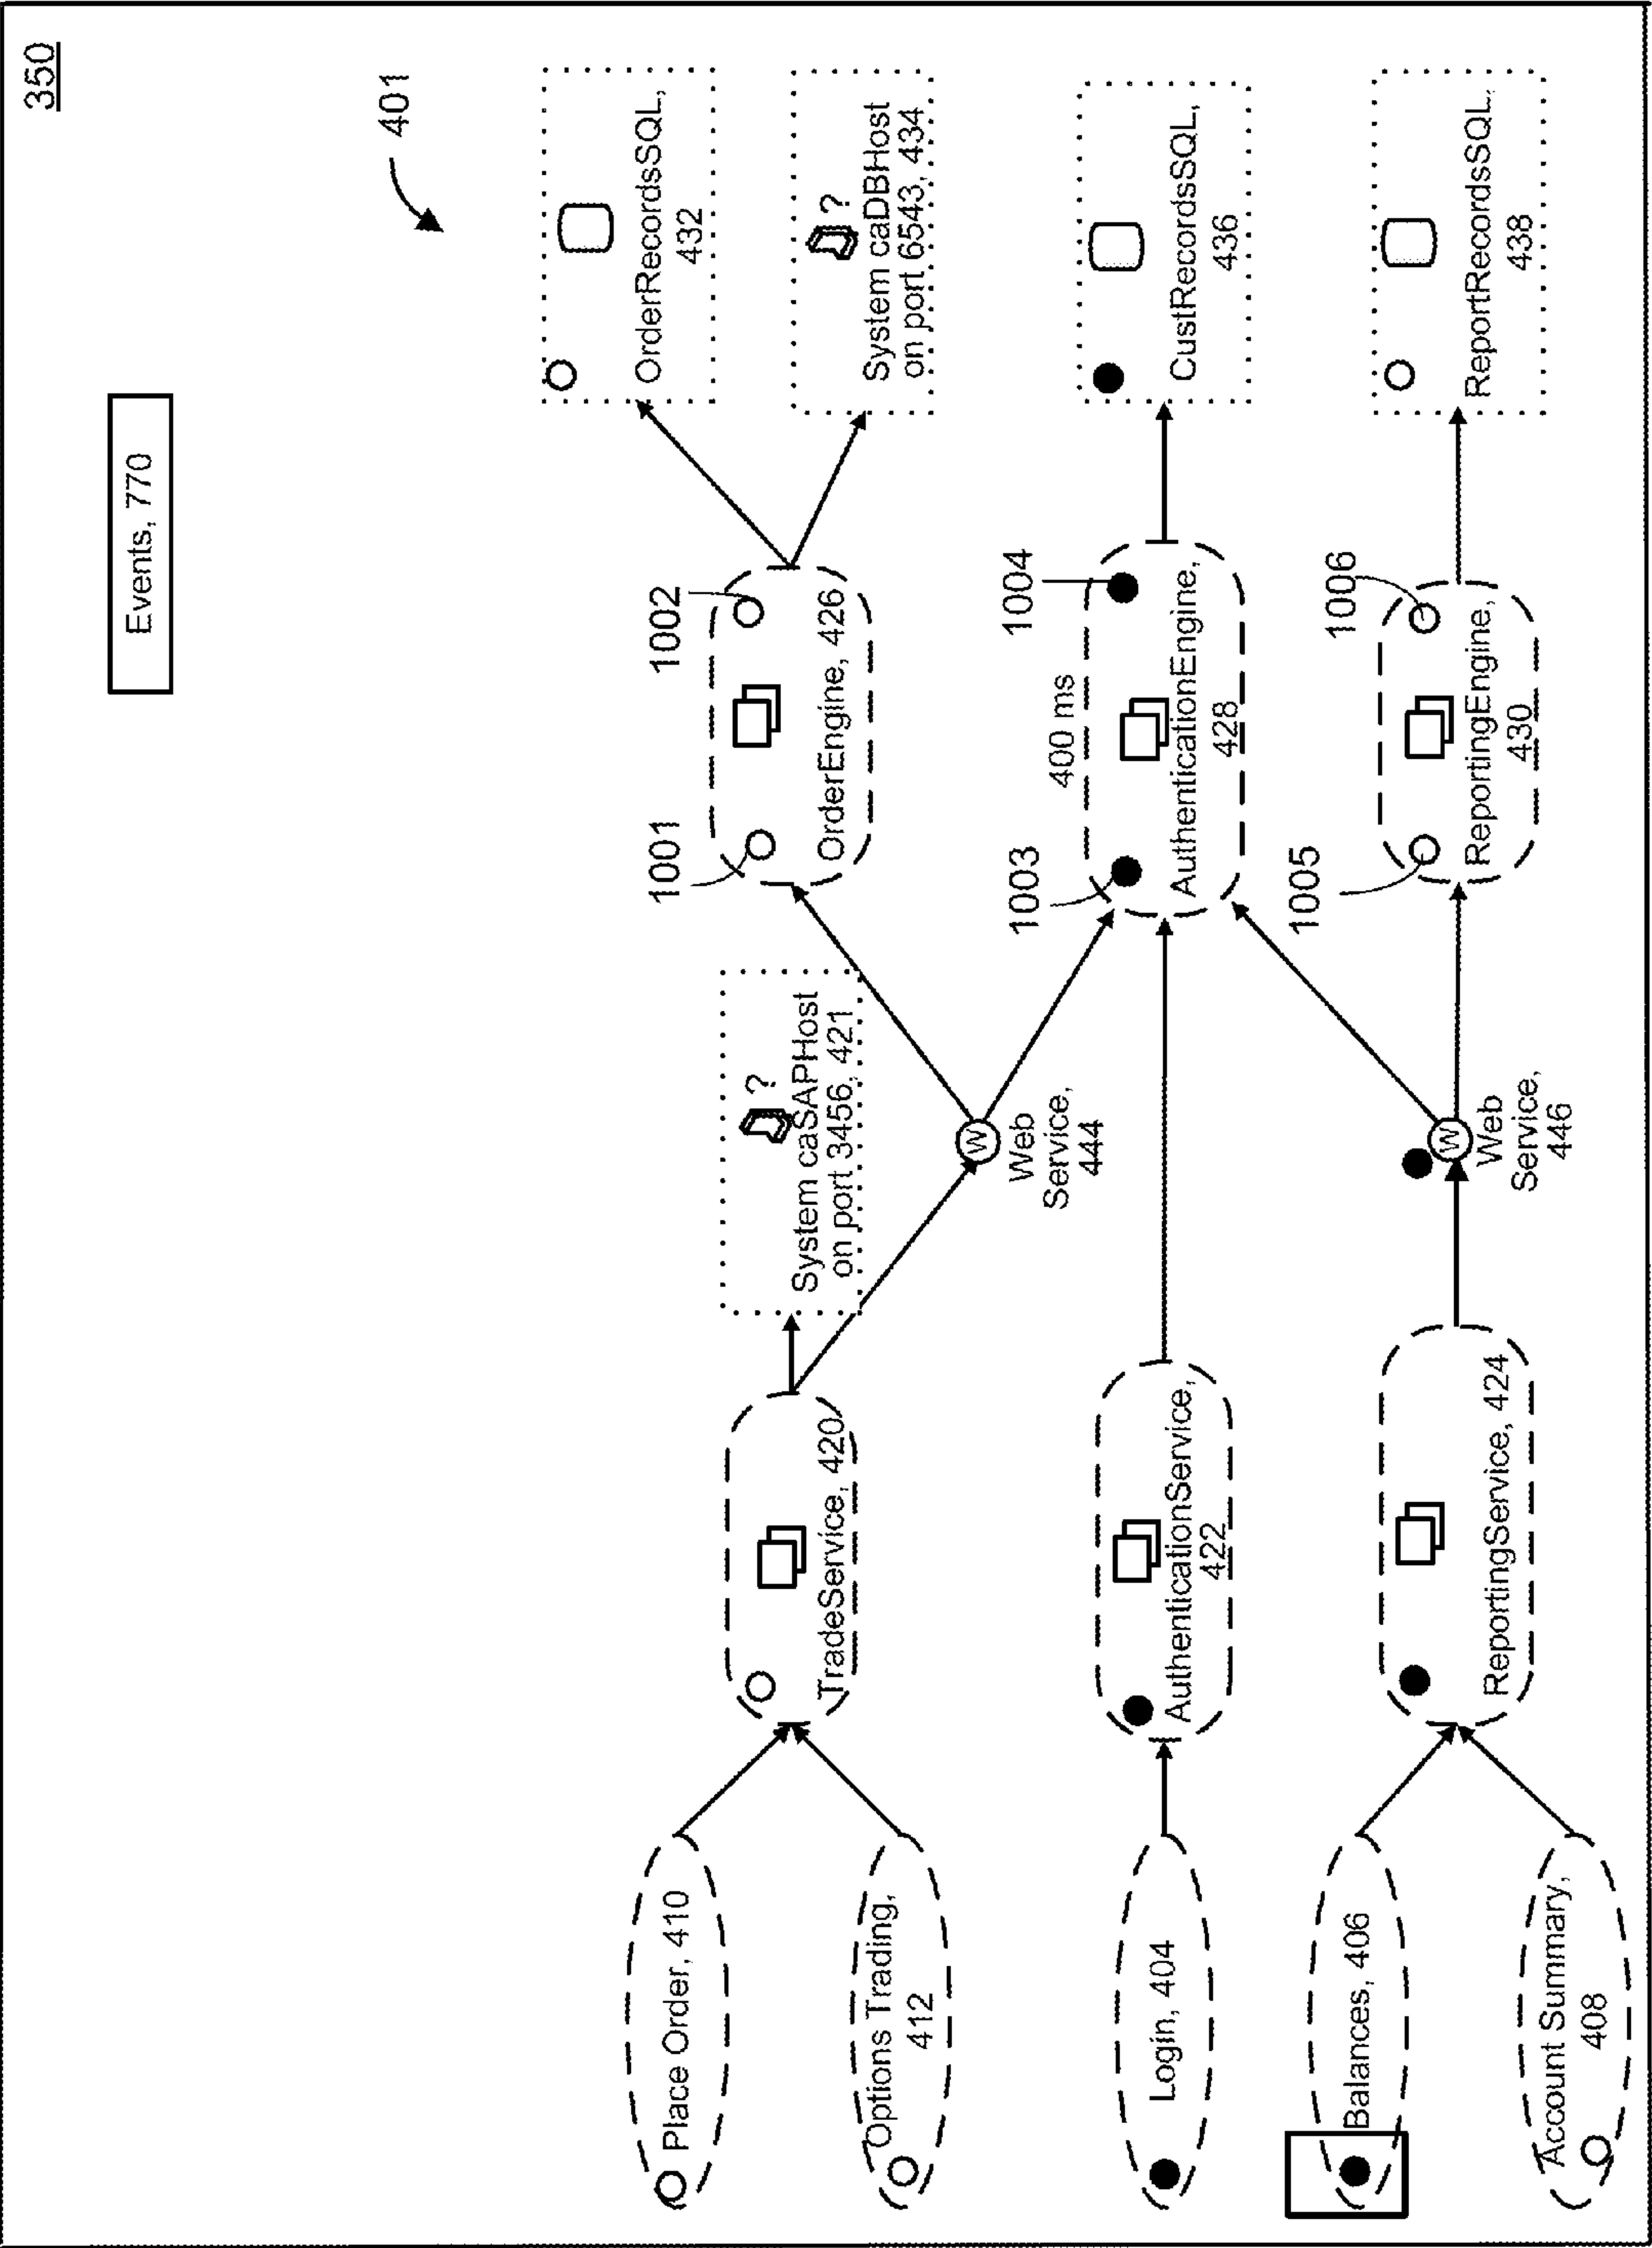 350
Events, 770
401
OrderRecordsSQL,
432
?
System caDBHost
on port 6543, 434
CustRecordsSQL,
436
ReportRecordsSQL,
438
1001
1002
OrderEngine, 426
1003
400 ms
1004
AuthenticationEngine,
428
1005
1006
ReportingEngine,
430
?
System caSAPHost
on port 3456, 421
W
Web
Service,
444
W
Web
Service,
446
TradeService, 420
AuthenticationService,
422
ReportingService, 424
Place Order, 410
Options Trading,
412
Login, 404
Balances, 406
Account Summary,
408